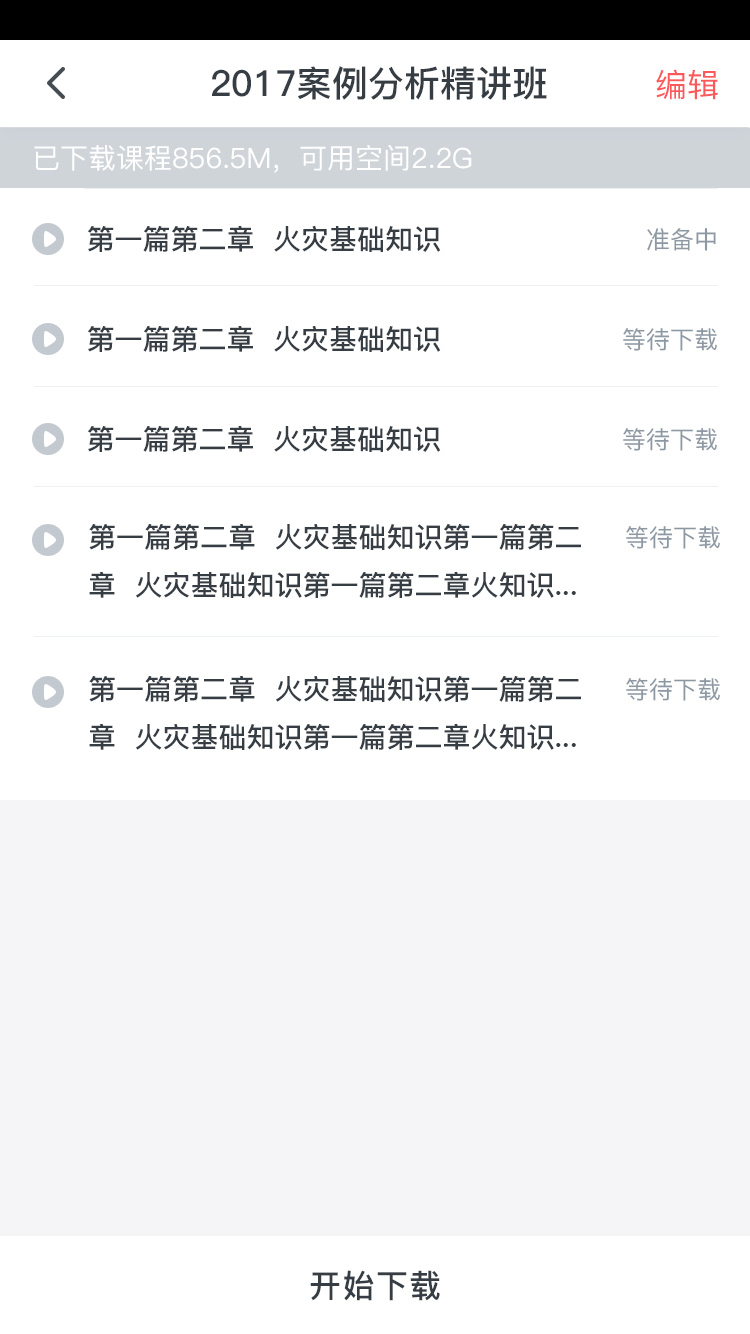 2017案例分析精讲班 编辑
已下载课程856.5M，可用空间2.2G
第一篇第二章 火灾基础知识 准备中
第一篇第二章 火灾基础知识 等待下载
第一篇第二章 火灾基础知识 等待下载
第一篇第二章 火灾基础知识第一篇第二 等待下载
章 火灾基础知识第一篇第二章火知识...
第一篇第二章 火灾基础知识第一篇第二 等待下载
章 火灾基础知识第一篇第二章火知识...
开始下载